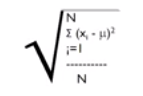 N
Σ (xᵢ - μ)²
i=1
----------
N